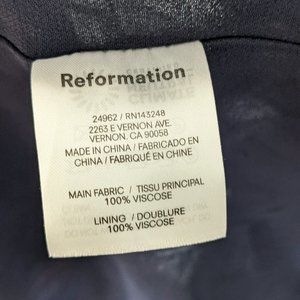 Reformation
24962 / RN143248
2263 E VERNON AVE.
VERNON, CA 90058
MADE IN CHINA / FABRICADO EN
CHINA / FABRIQUÉ EN CHINE
MAIN FABRIC / TISSU PRINCIPAL
100% VISCOSE
LINING / DOUBLURE
100% VISCOSE